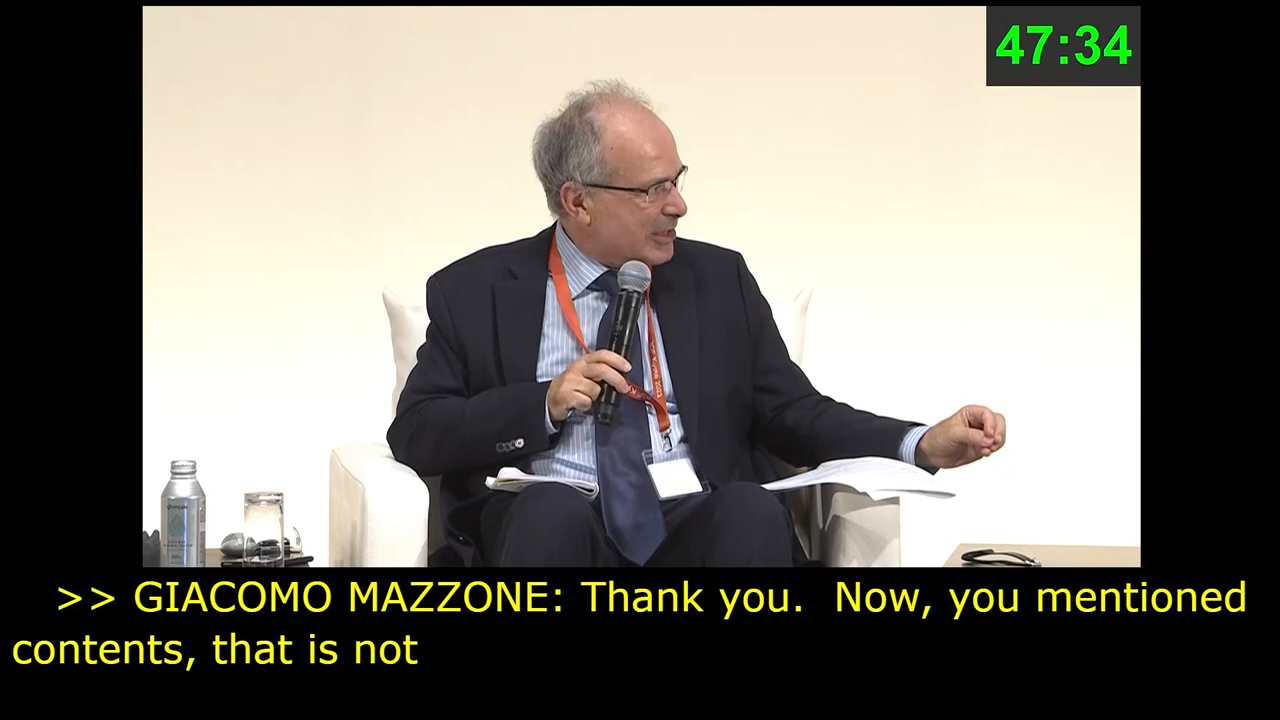 47:34
>> GIACOMO MAZZONE: Thank you.  Now, you mentioned
contents, that is not